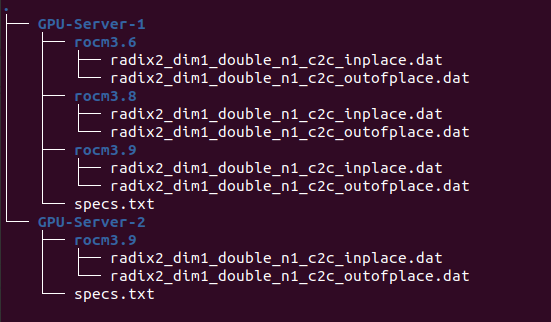 .
├── GPU-Server-1
│   ├── rocm3.6
│   │   ├── radix2_dim1_double_n1_c2c_inplace.dat
│   │   └── radix2_dim1_double_n1_c2c_outofplace.dat
│   ├── rocm3.8
│   │   ├── radix2_dim1_double_n1_c2c_inplace.dat
│   │   └── radix2_dim1_double_n1_c2c_outofplace.dat
│   ├── rocm3.9
│   │   ├── radix2_dim1_double_n1_c2c_inplace.dat
│   │   └── radix2_dim1_double_n1_c2c_outofplace.dat
│   └── specs.txt
└── GPU-Server-2
    ├── rocm3.9
    │   ├── radix2_dim1_double_n1_c2c_inplace.dat
    │   └── radix2_dim1_double_n1_c2c_outofplace.dat
    └── specs.txt